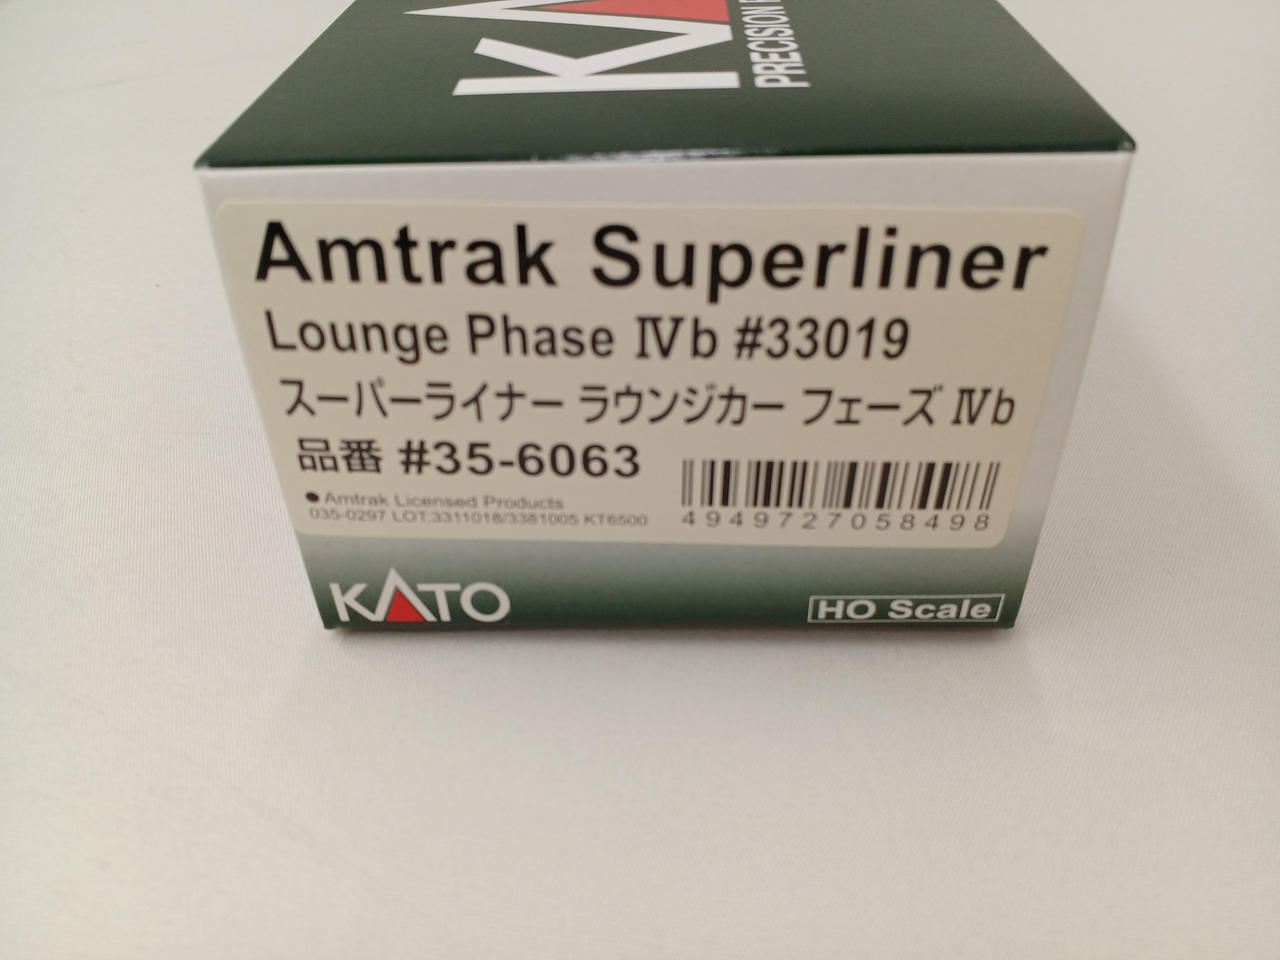 KA
PRECISION
Amtrak Superliner
Lounge Phase Ⅳb #33019
スーパーライナー ラウンジカー フェーズ Ⅳb
品番 #35-6063
●Amtrak Licensed Products
035-0297 LOT:3311018/3381005 KT6500
4949727058498
KATO
HO Scale